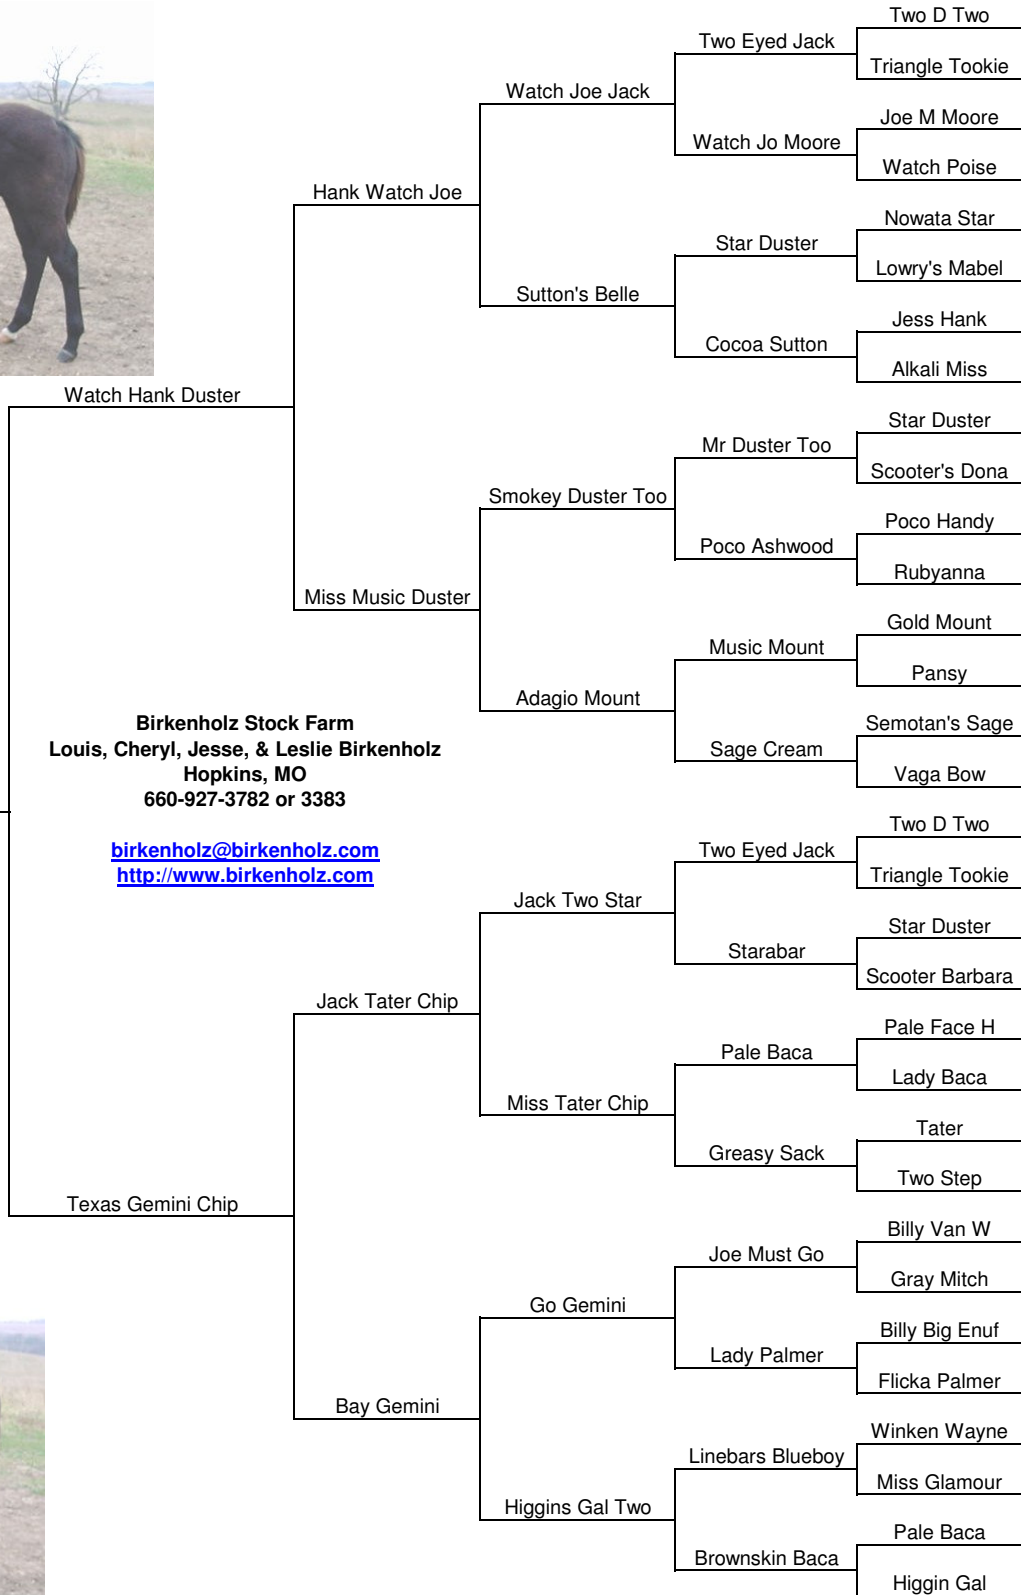 Two D Two
Two Eyed Jack
Triangle Tookie
Watch Joe Jack
Joe M Moore
Watch Jo Moore
Watch Poise
Hank Watch Joe
Nowata Star
Star Duster
Lowry's Mabel
Sutton's Belle
Jess Hank
Cocoa Sutton
Alkali Miss
Watch Hank Duster
Star Duster
Mr Duster Too
Scooter's Dona
Smokey Duster Too
Poco Handy
Poco Ashwood
Rubyanna
Miss Music Duster
Gold Mount
Music Mount
Pansy
Adagio Mount
Semotan's Sage
Sage Cream
Vaga Bow
Birkenholz Stock Farm
Louis, Cheryl, Jesse, & Leslie Birkenholz
Hopkins, MO
660-927-3782 or 3383
birkenholz@birkenholz.com
http://www.birkenholz.com
Two D Two
Two Eyed Jack
Triangle Tookie
Jack Two Star
Star Duster
Starabar
Scooter Barbara
Jack Tater Chip
Pale Face H
Pale Baca
Lady Baca
Miss Tater Chip
Tater
Greasy Sack
Two Step
Texas Gemini Chip
Billy Van W
Joe Must Go
Gray Mitch
Go Gemini
Billy Big Enuf
Lady Palmer
Flicka Palmer
Bay Gemini
Winken Wayne
Linebars Blueboy
Miss Glamour
Higgins Gal Two
Pale Baca
Brownskin Baca
Higgin Gal